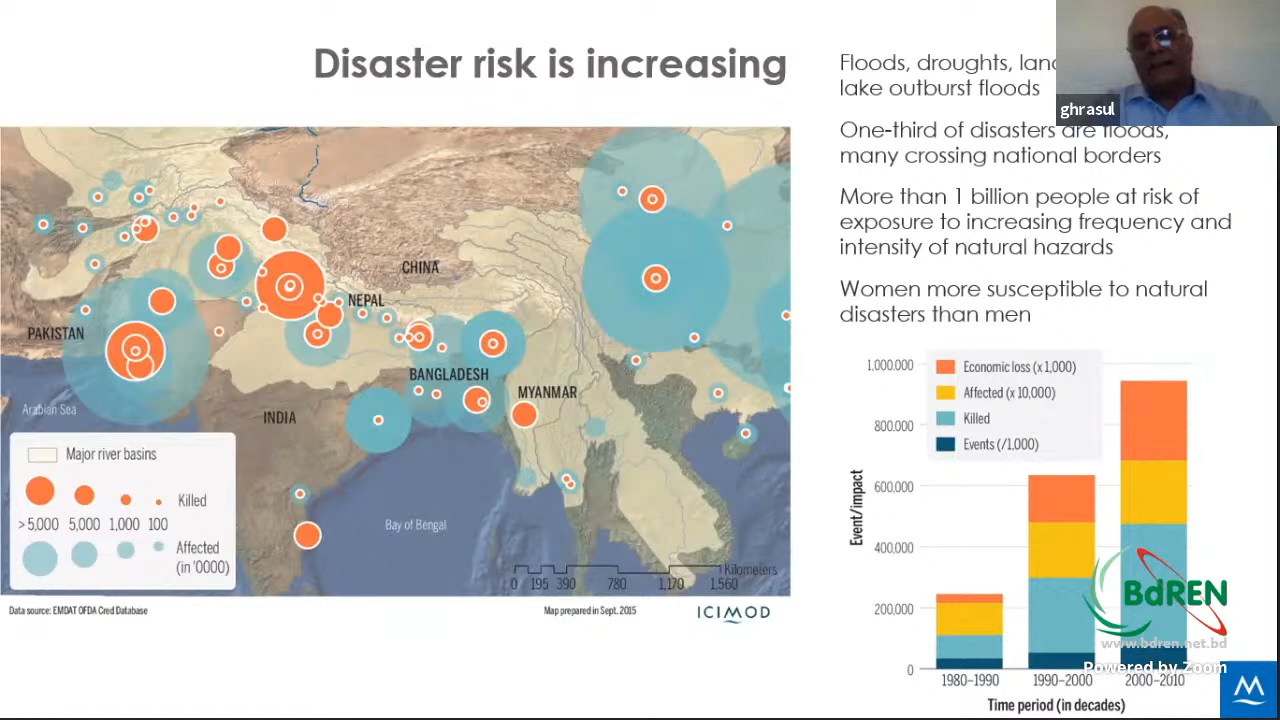 Disaster risk is increasing
Floods, droughts,
lake outburst floods
ghrasul
One-third of disasters are floods,
many crossing national borders
More than 1 billion people at risk of
exposure to increasing frequency and
intensity of natural hazards
Women more susceptible to natural
disasters than men
CHINA
NEPAL
PAKISTAN
BANGLADESH
MYANMAR
INDIA
Arabian Sea
Bay of Bengal
Major river basins
Killed
> 5,000 5,000 1,000 100
Affected
(in '0000)
Kilometers
0 195 390 780 1,170 1,560
Data source: EMDAT OFDA Cred Database
Map prepared in Sept. 2015
ICIMOD
Economic loss (x 1,000)
Affected (x 10,000)
Killed
Events (/1,000)
Event/impact
1,000,000
800,000
600,000
400,000
200,000
0
1980–1990 1990–2000 2000–2010
Time period (in decades)
BdREN
www.bdren.net.bd
Powered by Zoom